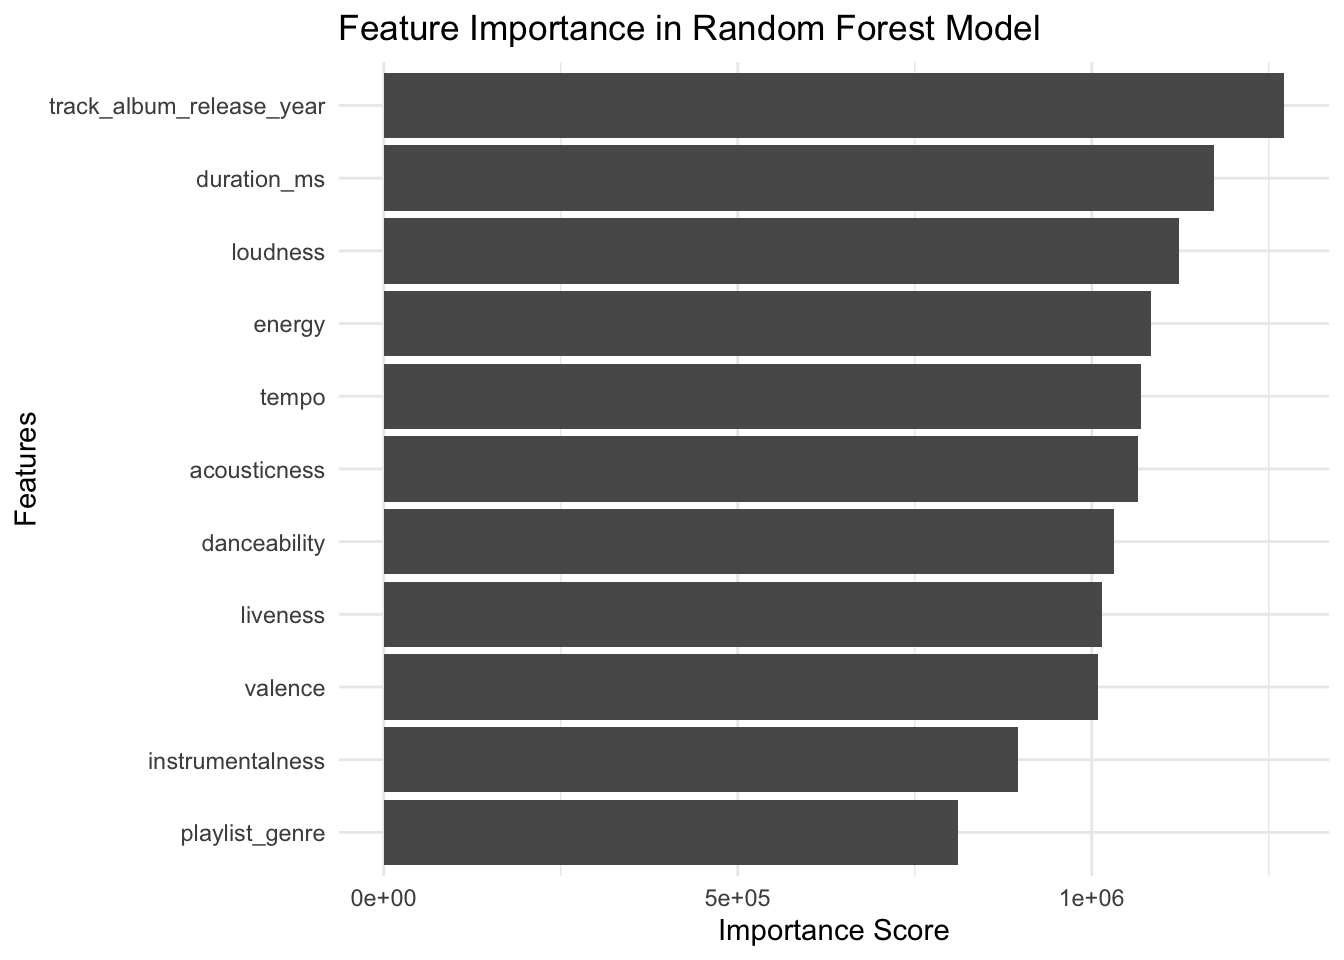 Feature Importance in Random Forest Model
track_album_release_year
duration_ms
loudness
energy
tempo
acousticness
danceability
liveness
valence
instrumentalness
playlist_genre
Features
0e+00 5e+05 1e+06
Importance Score